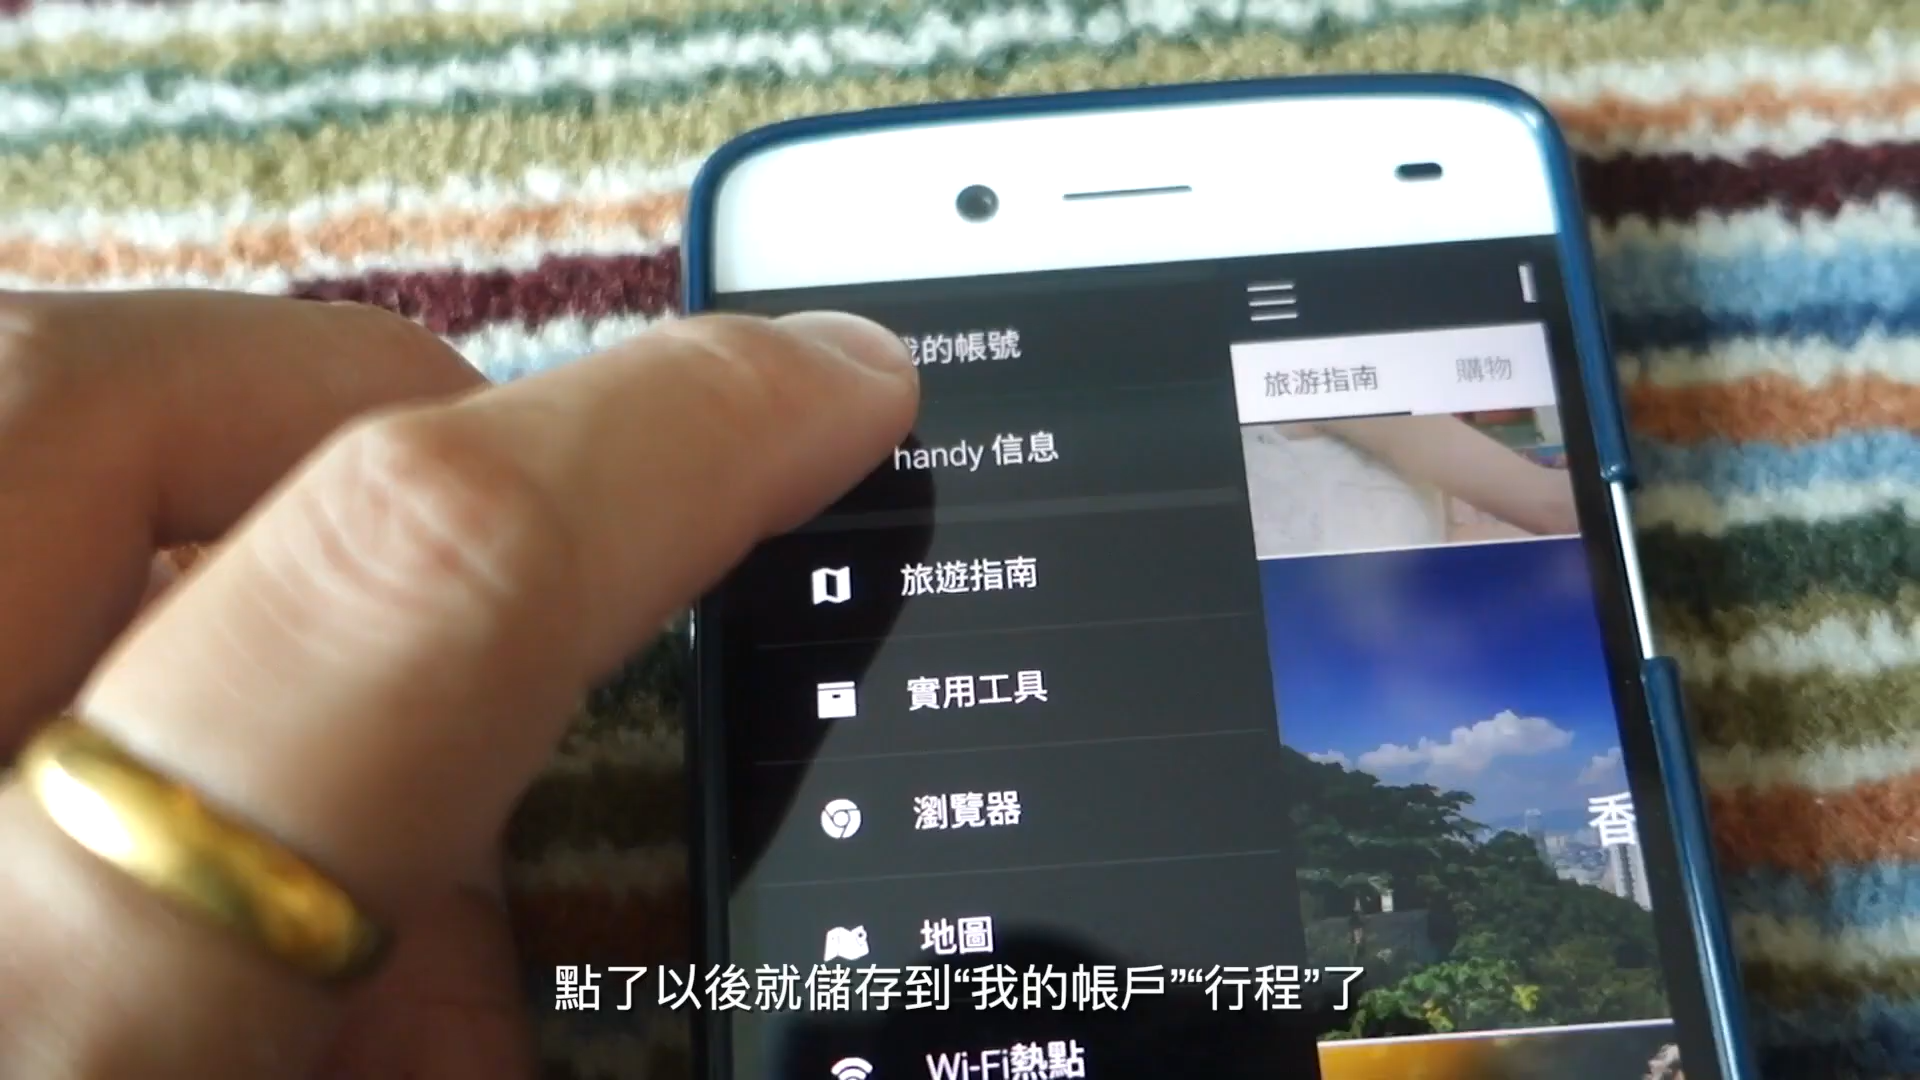 我的帳號
handy 信息
旅遊指南
實用工具
瀏覽器
地圖
Wi-Fi熱點
旅游指南
購物
香
點了以後就儲存到“我的帳戶”“行程”了